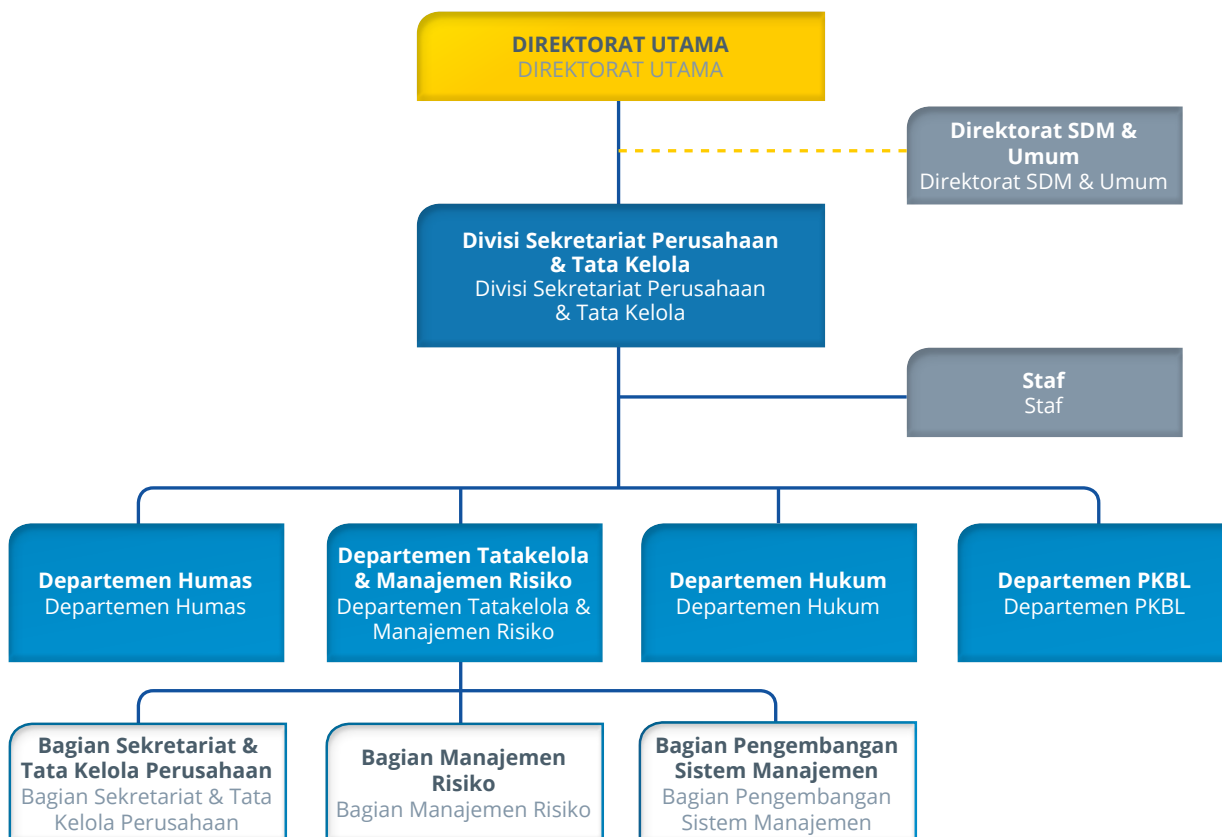 DIREKTORAT UTAMA
DIREKTORAT UTAMA
Direktorat SDM &
Umum
Direktorat SDM & Umum
Divisi Sekretariat Perusahaan
& Tata Kelola
Divisi Sekretariat Perusahaan
& Tata Kelola
Staf
Staf
Departemen Humas
Departemen Humas
Departemen Tatakelola
& Manajemen Risiko
Departemen Tatakelola &
Manajemen Risiko
Departemen Hukum
Departemen Hukum
Departemen PKBL
Departemen PKBL
Bagian Sekretariat &
Tata Kelola Perusahaan
Bagian Sekretariat & Tata
Kelola Perusahaan
Bagian Manajemen
Risiko
Bagian Manajemen Risiko
Bagian Pengembangan
Sistem Manajemen
Bagian Pengembangan
Sistem Manajemen